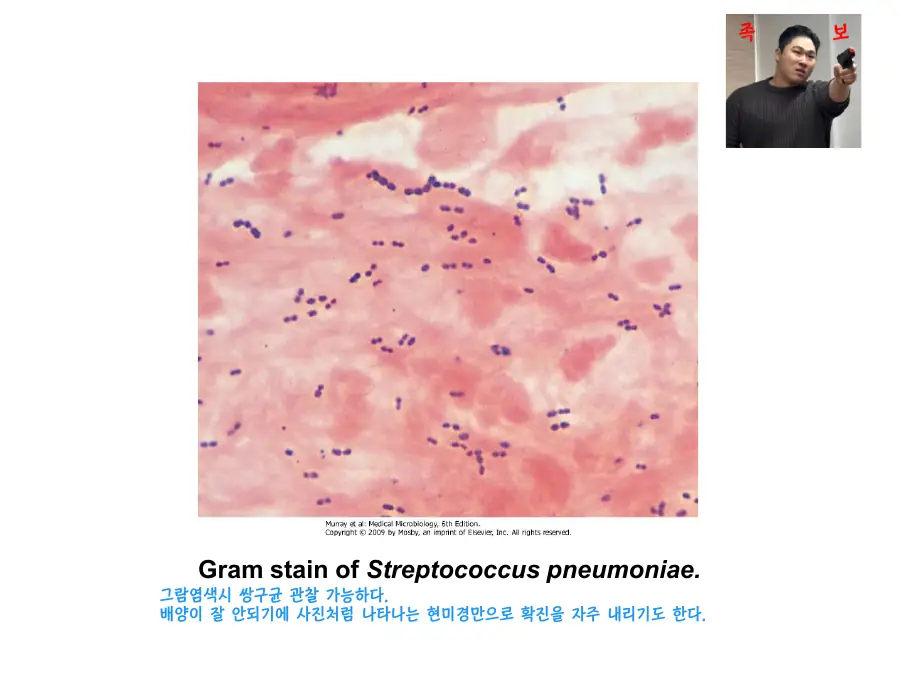 족 보
Murray et al: Medical Microbiology, 6th Edition.
Copyright © 2009 by Mosby, an imprint of Elsevier, Inc. All rights reserved.
Gram stain of Streptococcus pneumoniae.
그람염색시 쌍구균 관찰 가능하다.
배양이 잘 안되기에 사진처럼 나타나는 현미경만으로 확진을 자주 내리기도 한다.